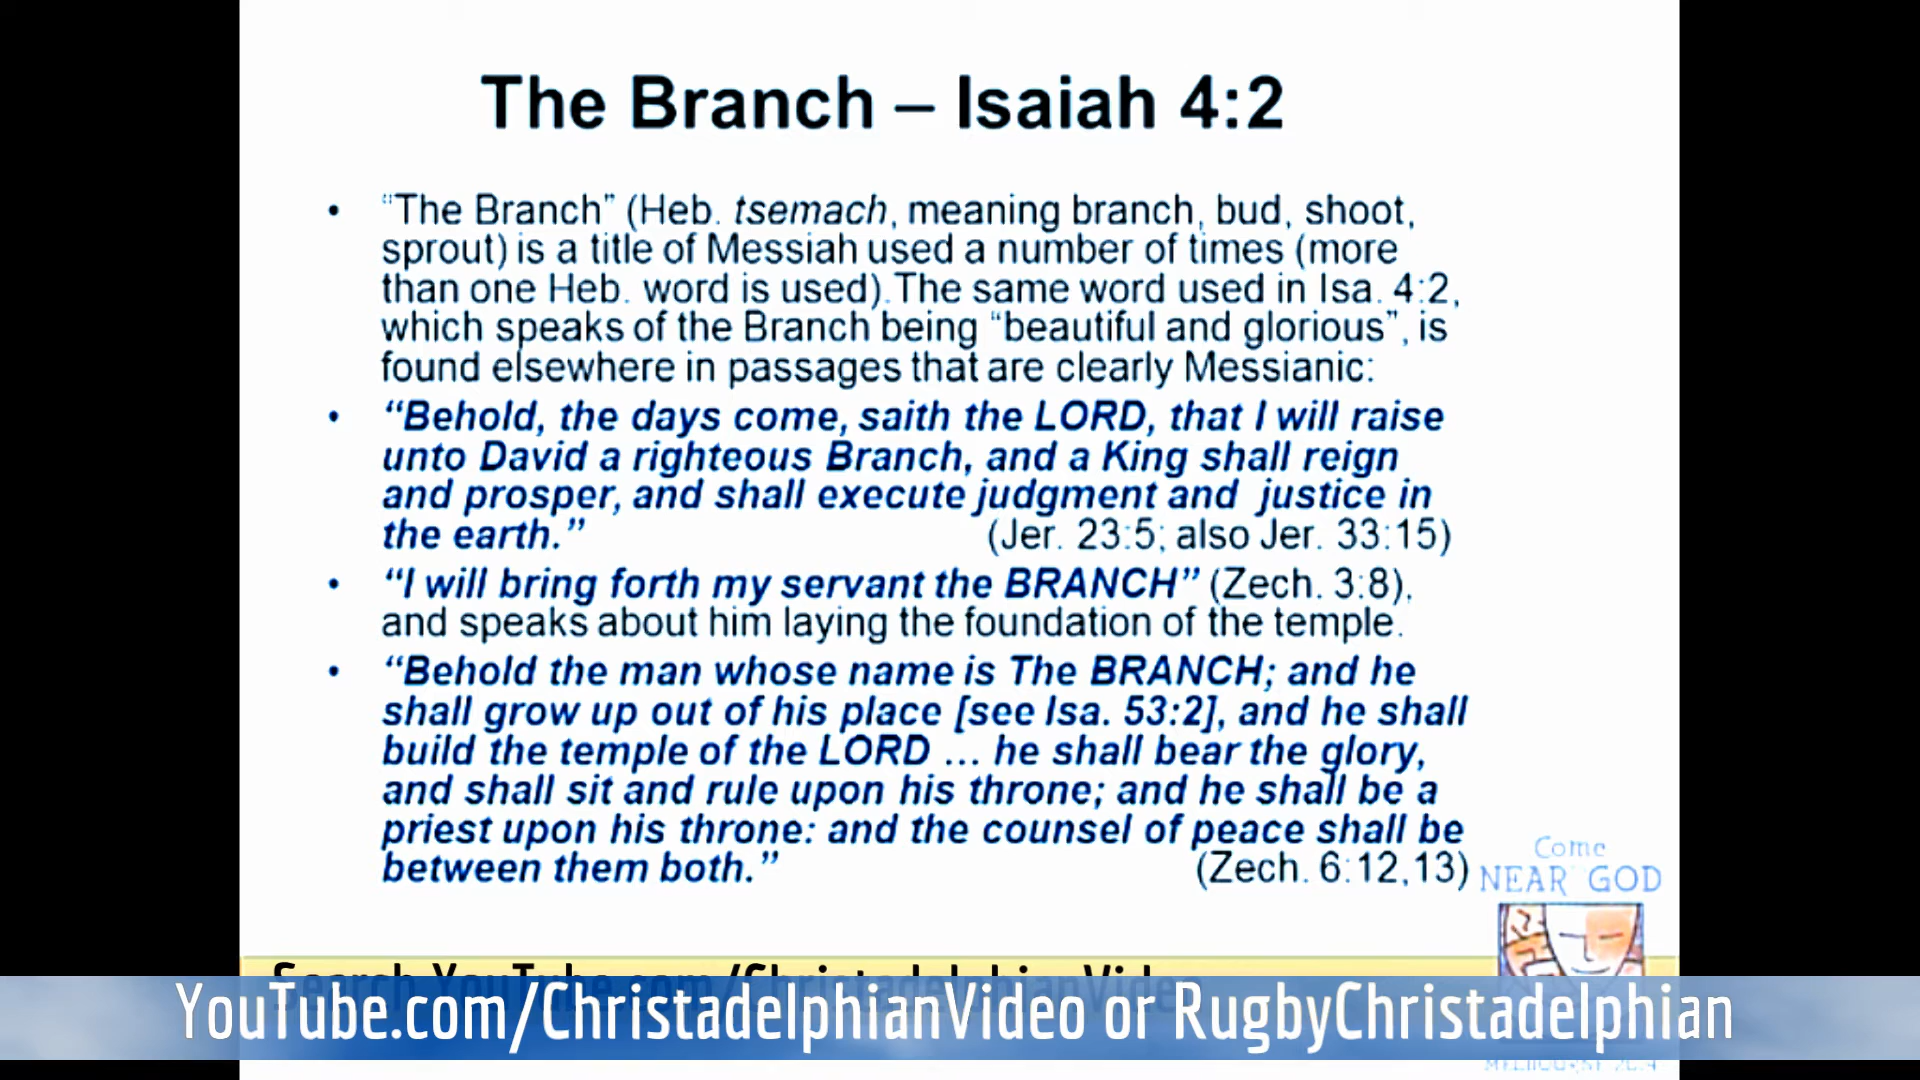 The Branch – Isaiah 4:2
• “The Branch” (Heb. tsemach, meaning branch, bud, shoot,
sprout) is a title of Messiah used a number of times (more
than one Heb. word is used).The same word used in Isa. 4:2,
which speaks of the Branch being “beautiful and glorious”, is
found elsewhere in passages that are clearly Messianic:
• “Behold, the days come, saith the LORD, that I will raise
unto David a righteous Branch, and a King shall reign
and prosper, and shall execute judgment and justice in
the earth.” (Jer. 23:5; also Jer. 33:15)
• “I will bring forth my servant the BRANCH” (Zech. 3:8),
and speaks about him laying the foundation of the temple.
• “Behold the man whose name is The BRANCH; and he
shall grow up out of his place [see Isa. 53:2], and he shall
build the temple of the LORD ... he shall bear the glory,
and shall sit and rule upon his throne; and he shall be a
priest upon his throne: and the counsel of peace shall be
between them both.” (Zech. 6:12,13)
Come
NEAR GOD
Search YouTube.com/ChristadelphianVideo
YouTube.com/ChristadelphianVideo or RugbyChristadelphian